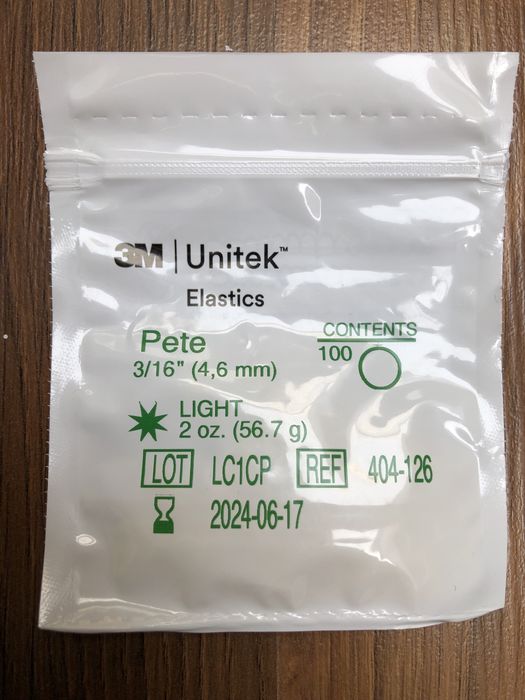 3M | Unitek™
Elastics
Pete
3/16" (4,6 mm)
CONTENTS
100
LIGHT
2 oz. (56.7 g)
LOT LC1CP REF 404-126
2024-06-17